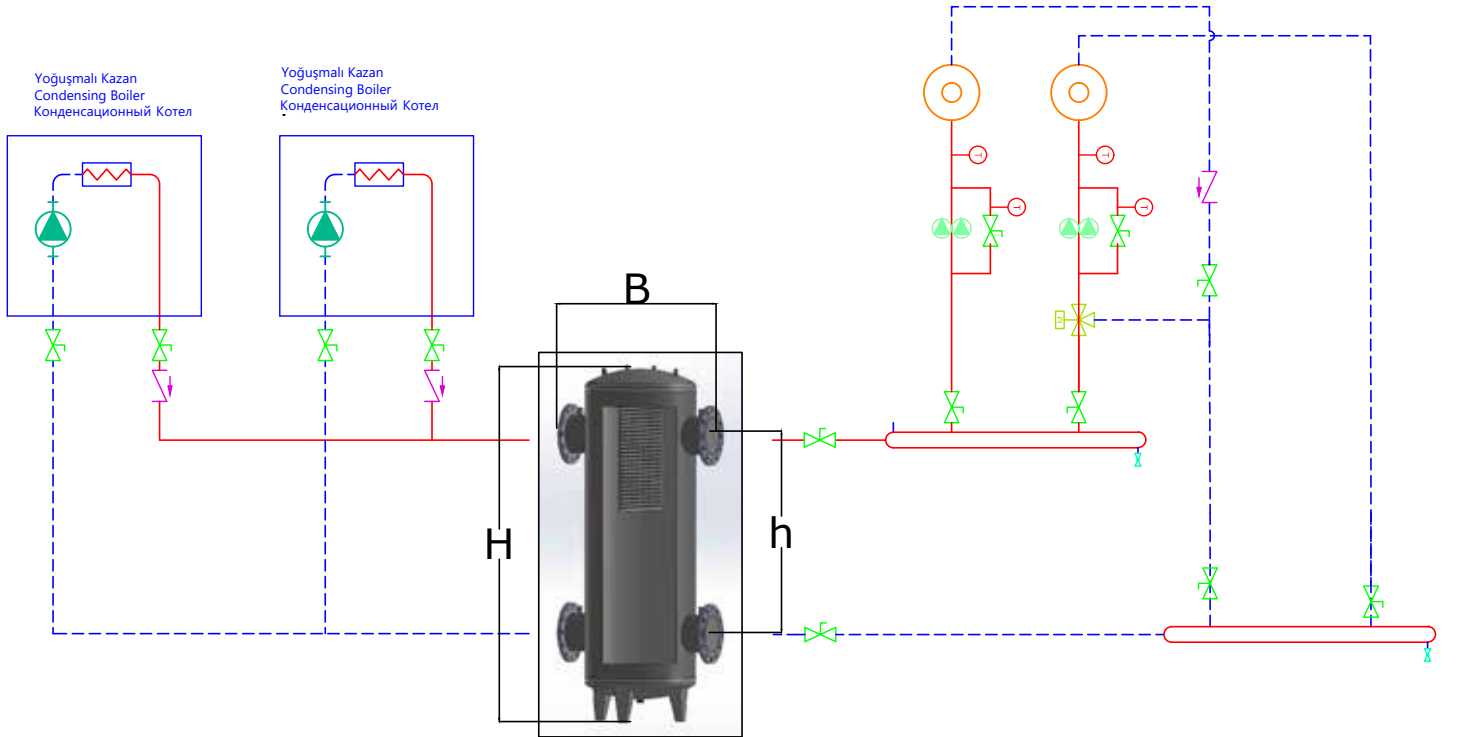 Yoğuşmalı Kazan
Condensing Boiler
Конденсационный Котел
Yoğuşmalı Kazan
Condensing Boiler
Конденсационный Котел
B
H
h
T
T
T
T
M